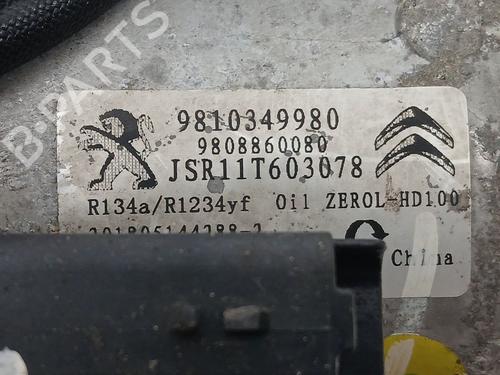 B-PARTS
9810349980
9808860080
JSR11T603078
R134a/R1234yf Oil ZEROL-HD100
China